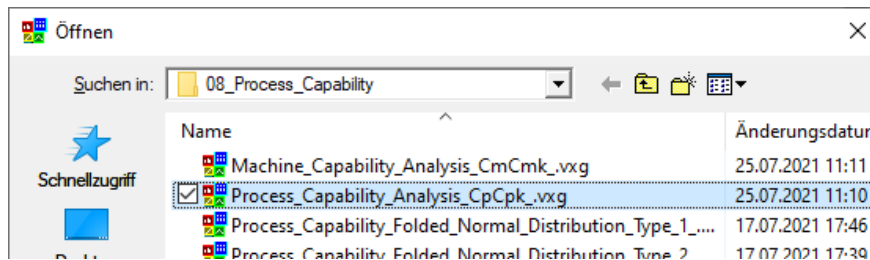 Öffnen
Suchen in: 08_Process_Capability
Name Änderungsdatur
Machine_Capability_Analysis_CmCmk_.vxg 25.07.2021 11:11
Schnellzugriff
Process_Capability_Analysis_CpCpk_.vxg 25.07.2021 11:10
Process_Capability_Folded_Normal_Distribution_Type_1_.... 17.07.2021 17:46
Process_Capability_Folded_Normal_Distribution_Type_2 17.07.2021 17:39